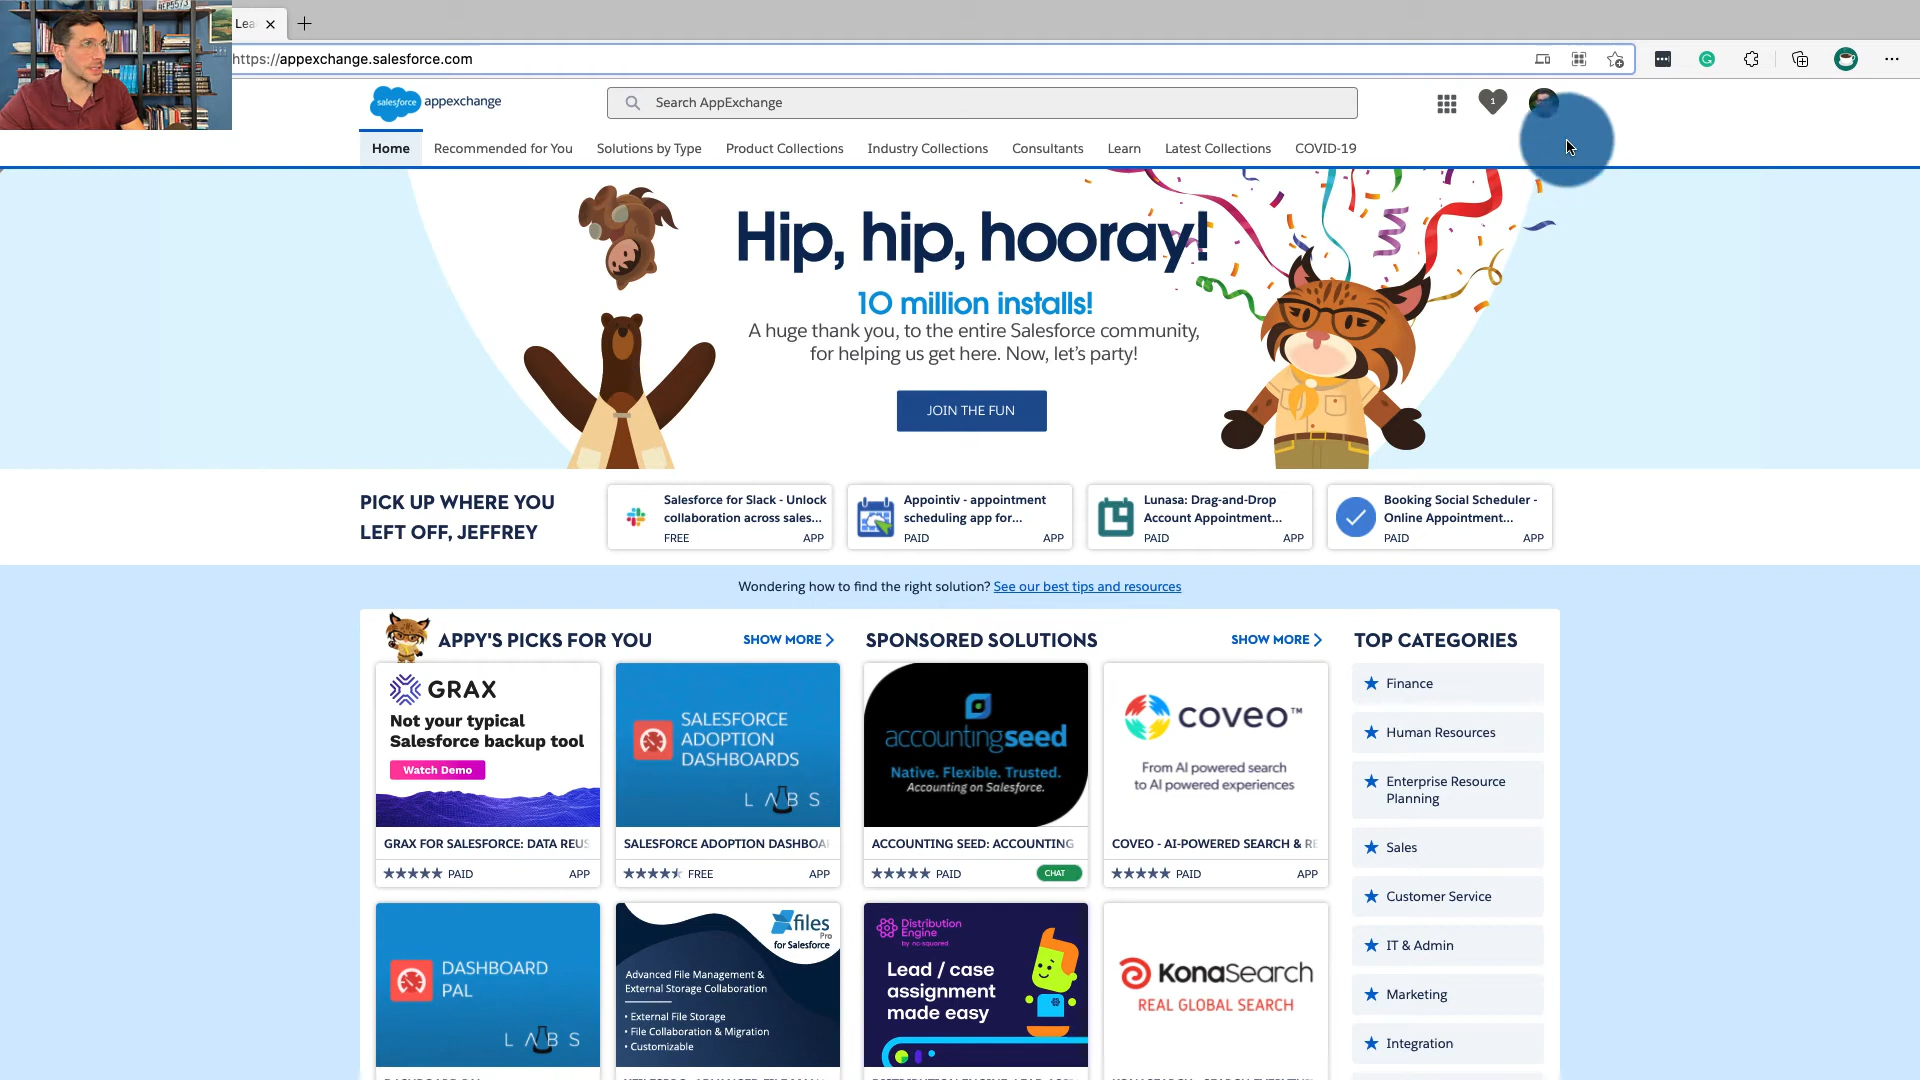 Lea
https://appexchange.salesforce.com
salesforce appexchange
Search AppExchange
1
Home Recommended for You Solutions by Type Product Collections Industry Collections Consultants Learn Latest Collections COVID-19
Hip, hip, hooray!
10 million installs!
A huge thank you, to the entire Salesforce community,
for helping us get here. Now, let's party!
JOIN THE FUN
PICK UP WHERE YOU
LEFT OFF, JEFFREY
Salesforce for Slack - Unlock
collaboration across sales...
FREE APP
Appointiv - appointment
scheduling app for...
PAID APP
Lunasa: Drag-and-Drop
Account Appointment...
PAID APP
Booking Social Scheduler -
Online Appointment...
PAID APP
Wondering how to find the right solution? See our best tips and resources
APPY'S PICKS FOR YOU
SHOW MORE
GRAX
Not your typical
Salesforce backup tool
Watch Demo
GRAX FOR SALESFORCE: DATA REUS
PAID APP
SALESFORCE
ADOPTION
DASHBOARDS
LABS
SALESFORCE ADOPTION DASHBOA
FREE APP
DASHBOARD
PAL
LABS
Xfiles
Pro
for Salesforce
Advanced File Management &
External Storage Collaboration
• External File Storage
• File Collaboration & Migration
• Customizable
SPONSORED SOLUTIONS
SHOW MORE
accountingseed
Native. Flexible. Trusted.
Accounting on Salesforce.
ACCOUNTING SEED: ACCOUNTING
PAID CHAT
coveo™
From AI powered search
to AI powered experiences
COVEO - AI-POWERED SEARCH & RE
PAID APP
Distribution
Engine
by nc-squared
Lead / case
assignment
made easy
KonaSearch
REAL GLOBAL SEARCH
TOP CATEGORIES
Finance
Human Resources
Enterprise Resource
Planning
Sales
Customer Service
IT & Admin
Marketing
Integration